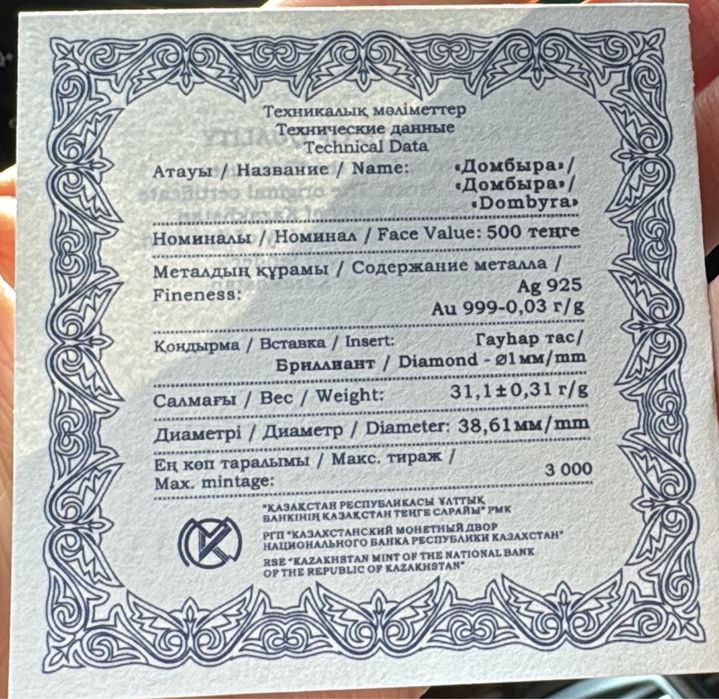 Техникалық мәліметтер
Технические данные
Technical Data
Атауы / Название / Name: «Домбыра»/
«Домбыра»/
«Dombyra»
Номиналы / Номинал / Face Value: 500 теңге
Металдың құрамы / Содержание металла /
Fineness: Ag 925
Au 999-0,03 г/g
Қондырма / Вставка / Insert: Гауһар тас/
Бриллиант / Diamond - ø1мм/mm
Салмағы / Вес / Weight: 31,1±0,31 г/g
Диаметрі / Диаметр / Diameter: 38,61мм/mm
Ең көп таралымы / Макс. тираж /
Max. mintage: 3 000
"ҚАЗАҚСТАН РЕСПУБЛИКАСЫ ҰЛТТЫҚ
БАНКІНІҢ ҚАЗАҚСТАН ТЕҢГЕ САРАЙЫ" РМК
РГП "КАЗАХСТАНСКИЙ МОНЕТНЫЙ ДВОР
НАЦИОНАЛЬНОГО БАНКА РЕСПУБЛИКИ КАЗАХСТАН"
RSE "KAZAKHSTAN MINT OF THE NATIONAL BANK
OF THE REPUBLIC OF KAZAKHSTAN"